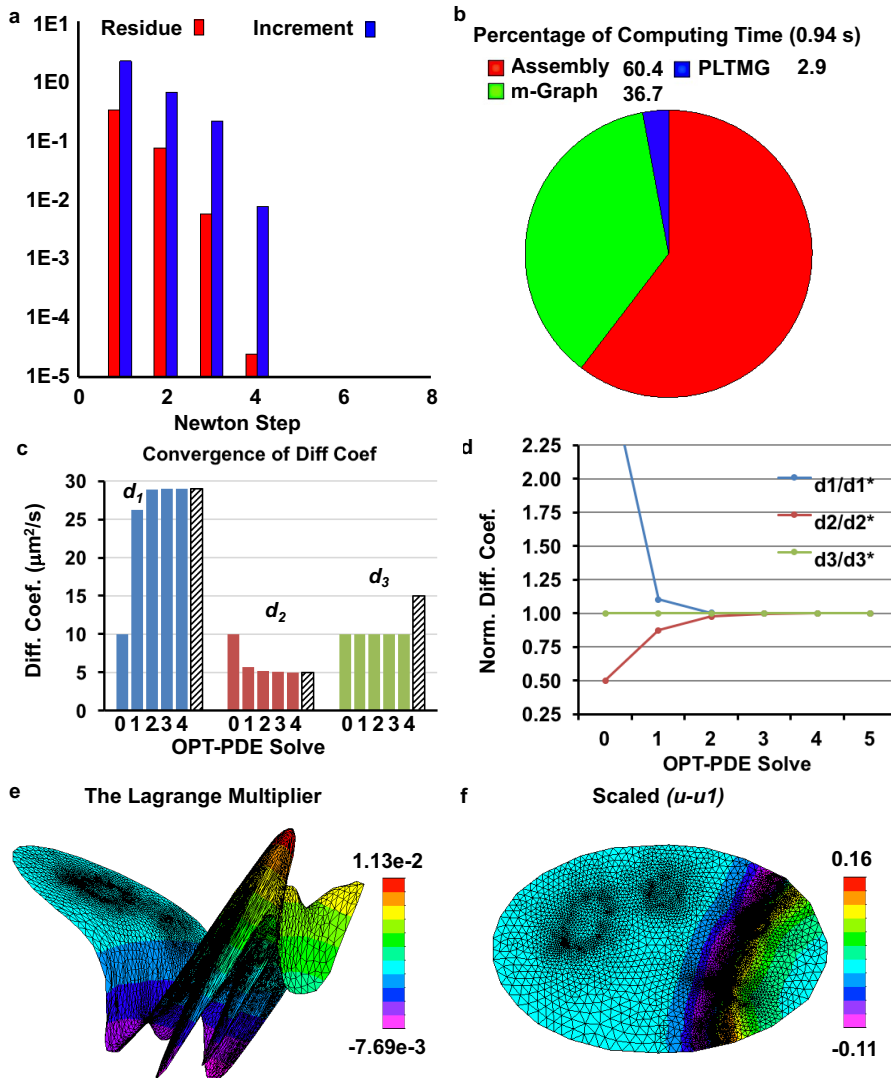 a
1E1
1E0
1E-1
1E-2
1E-3
1E-4
1E-5
Residue
Increment
0 2 4 6 8
Newton Step
b
Percentage of Computing Time (0.94 s)
Assembly 60.4 PLTMG 2.9
m-Graph 36.7
c
Convergence of Diff Coef
Diff. Coef. (μm²/s)
30
25
20
15
10
5
0
d1
d2
d3
0 1 2 3 4 0 1 2 3 4 0 1 2 3 4
OPT-PDE Solve
d
Norm. Diff. Coef.
2.25
2.00
1.75
1.50
1.25
1.00
0.75
0.50
0.25
d1/d1*
d2/d2*
d3/d3*
0 1 2 3 4 5
OPT-PDE Solve
e
The Lagrange Multiplier
1.13e-2
-7.69e-3
f
Scaled (u-u1)
0.16
-0.11